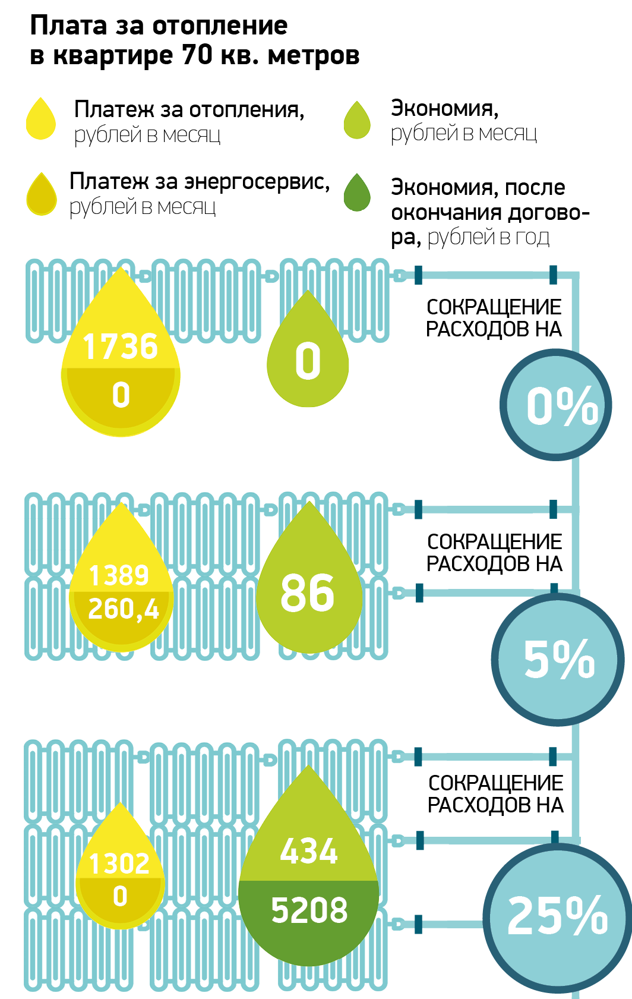 Плата за отопление
в квартире 70 кв. метров
Платеж за отопления,
рублей в месяц
Экономия,
рублей в месяц
Платеж за энергосервис,
рублей в месяц
Экономия, после
окончания догово-
ра, рублей в год
1736
0
0
СОКРАЩЕНИЕ
РАСХОДОВ НА
0%
1389
260,4
86
СОКРАЩЕНИЕ
РАСХОДОВ НА
5%
1302
0
434
5208
СОКРАЩЕНИЕ
РАСХОДОВ НА
25%